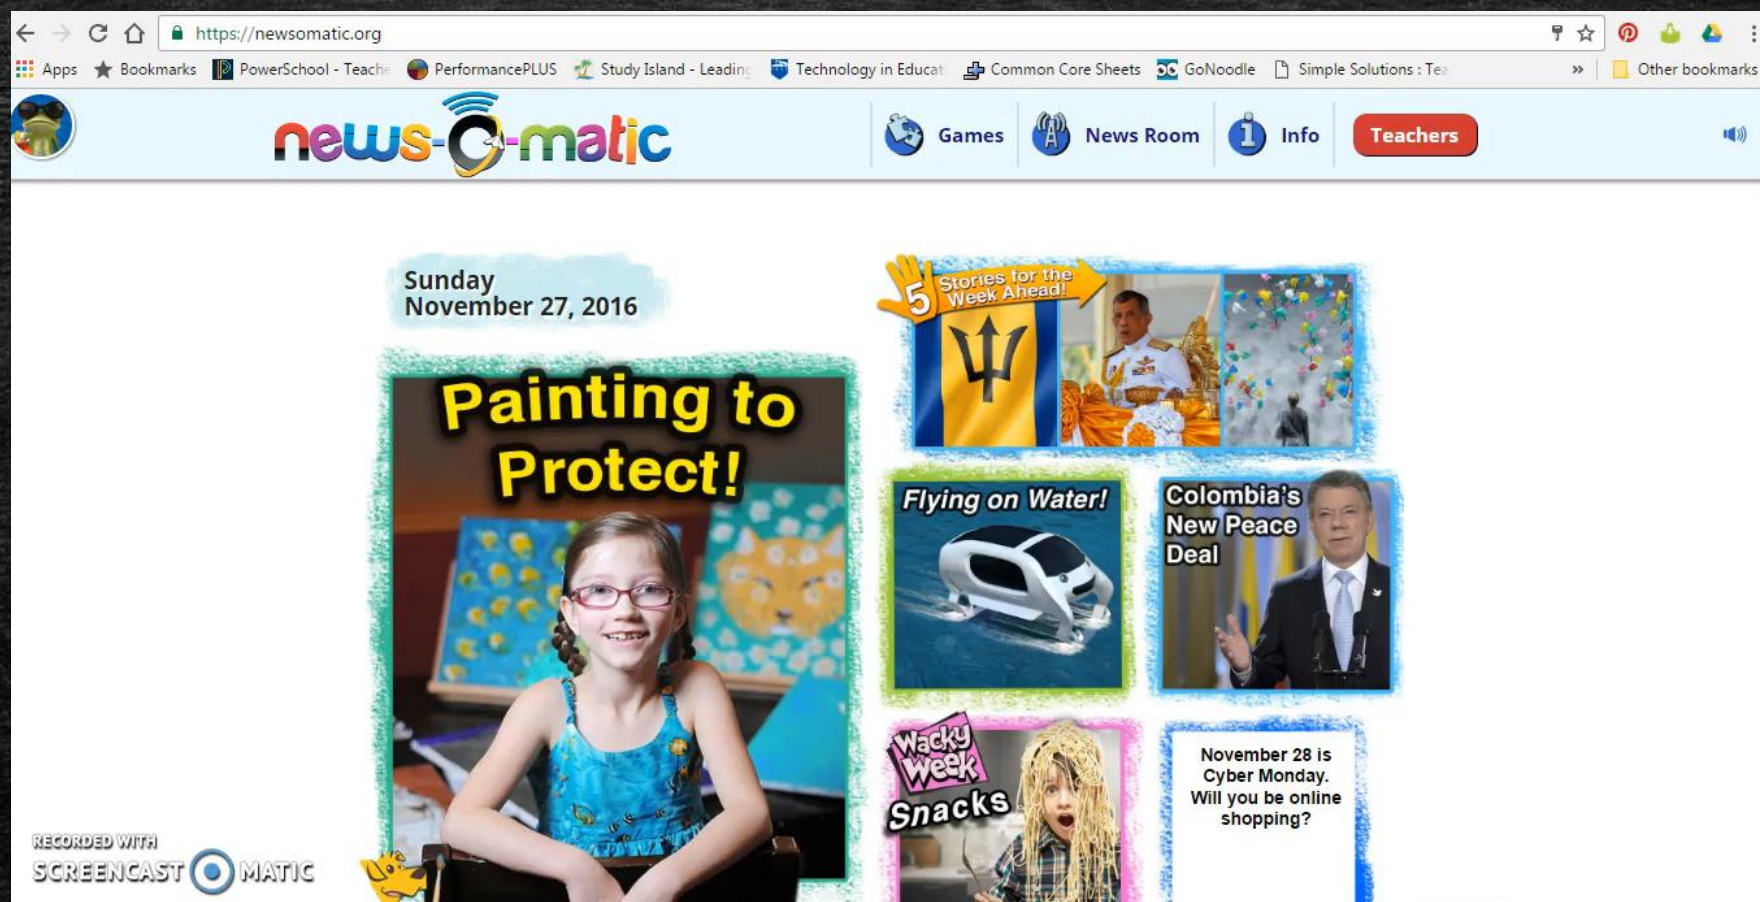 https://newsomatic.org
Apps Bookmarks PowerSchool - Teache PerformancePLUS Study Island - Leading Technology in Educat Common Core Sheets GoNoodle Simple Solutions : Tea » Other bookmarks
news-O-matic
Games News Room Info Teachers
Sunday
November 27, 2016
Painting to
Protect!
5 Stories for the
Week Ahead!
Flying on Water!
Colombia's
New Peace
Deal
Wacky
Week
Snacks
November 28 is
Cyber Monday.
Will you be online
shopping?
RECORDED WITH
SCREENCAST O MATIC